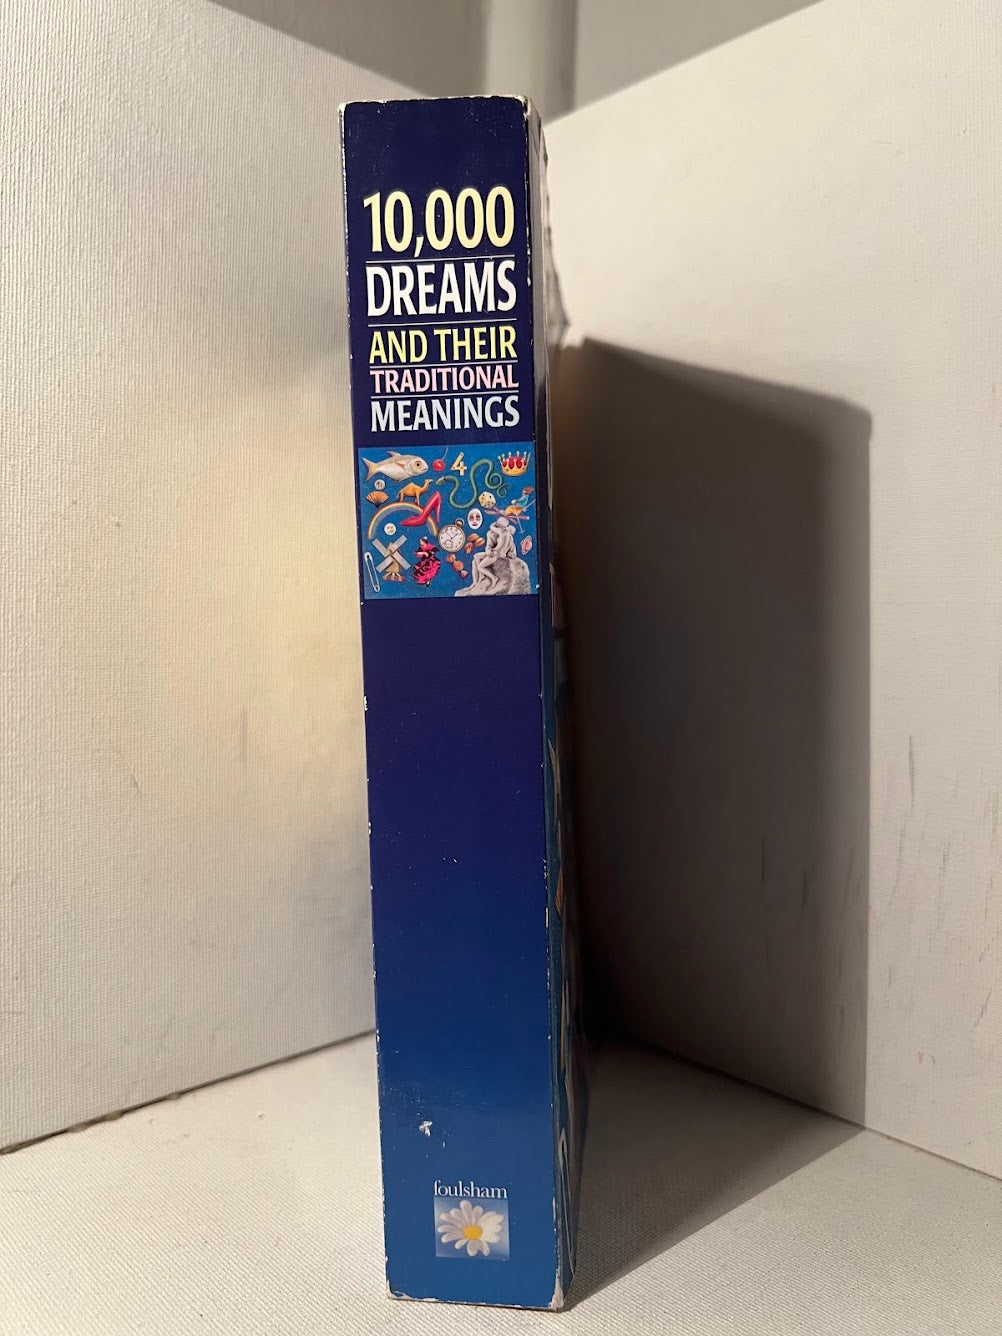 10,000
DREAMS
AND THEIR
TRADITIONAL
MEANINGS
4
foulsham